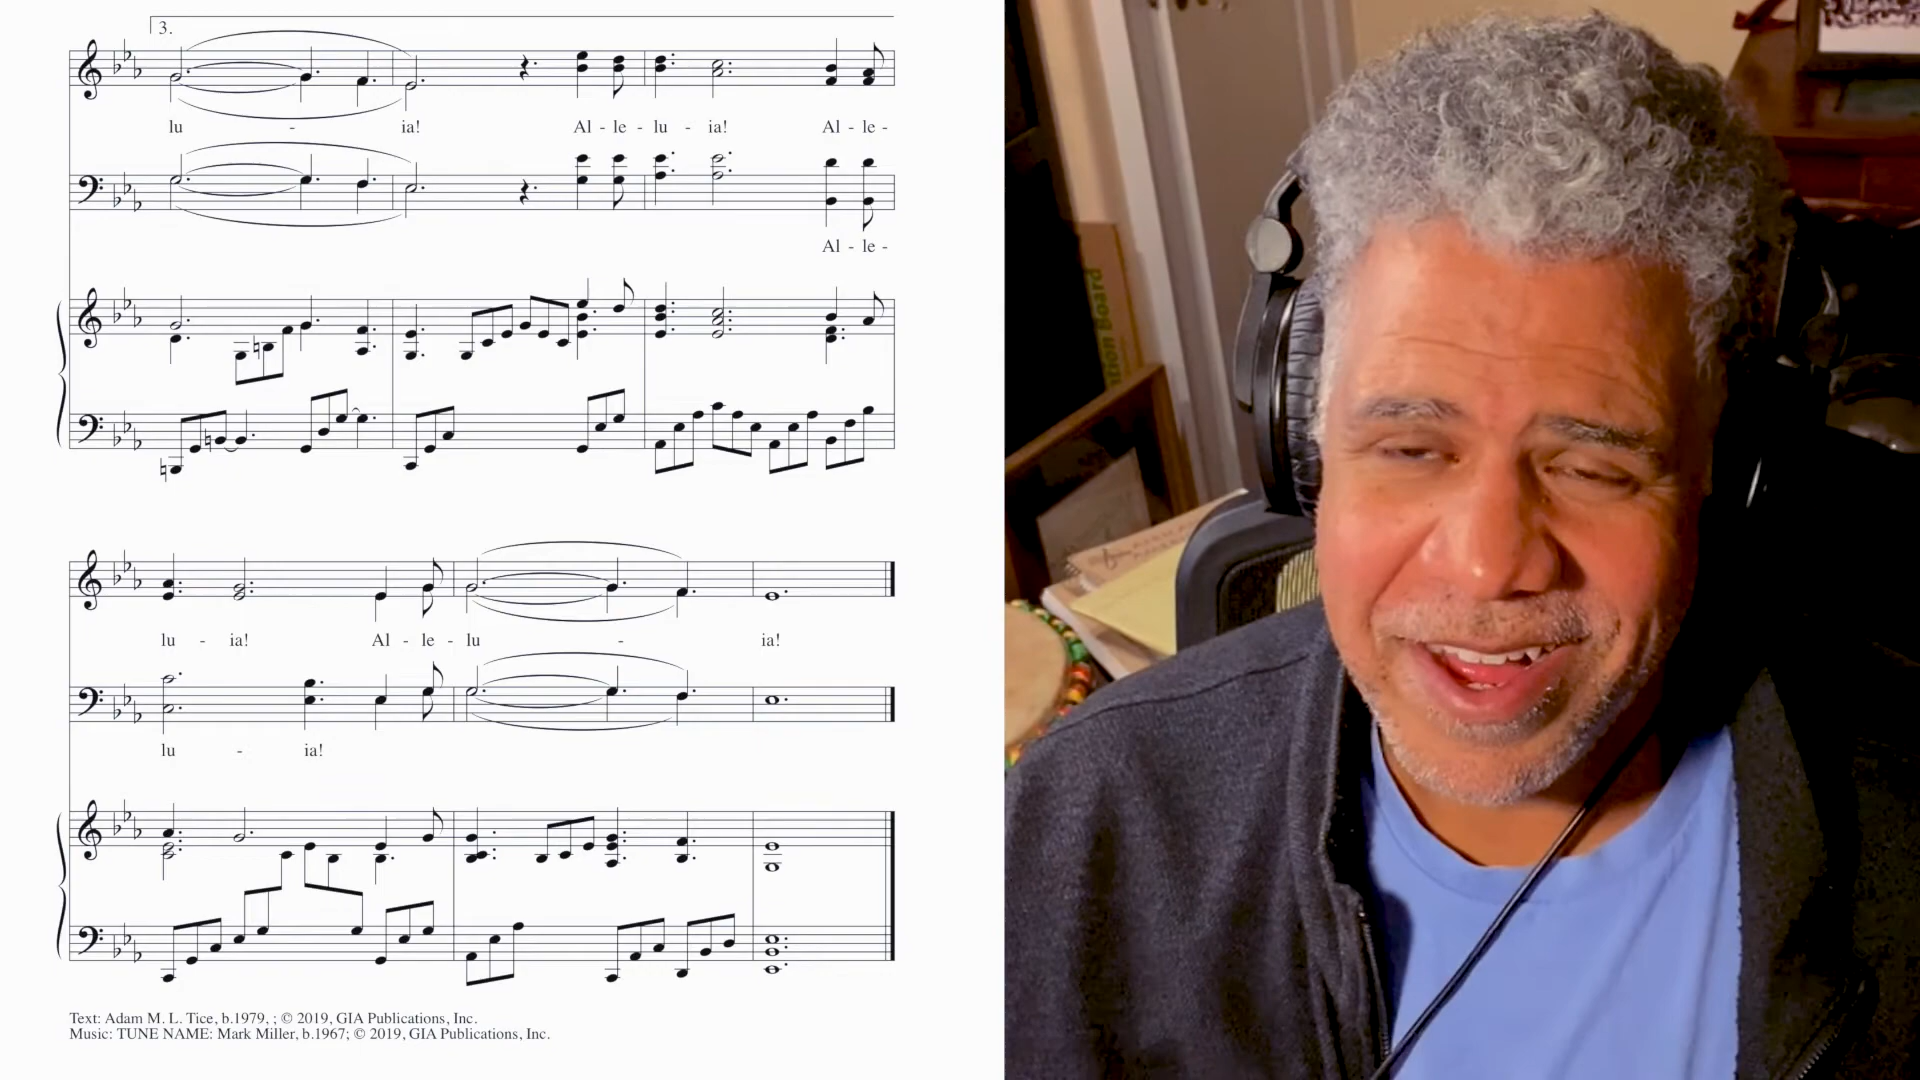 3.
lu - ia! Al - le - lu - ia! Al - le -
Al - le -
lu - ia! Al - le - lu - ia!
lu - ia!
Text: Adam M. L. Tice, b.1979, ; © 2019, GIA Publications, Inc.
Music: TUNE NAME: Mark Miller, b.1967; © 2019, GIA Publications, Inc.
Board